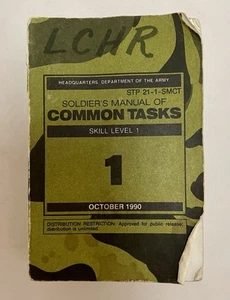 LCHR
HEADQUARTERS, DEPARTMENT OF THE ARMY
STP 21-1-SMCT
SOLDIER'S MANUAL OF
COMMON TASKS
SKILL LEVEL 1
1
OCTOBER 1990
DISTRIBUTION RESTRICTION: Approved for public release;
distribution is unlimited